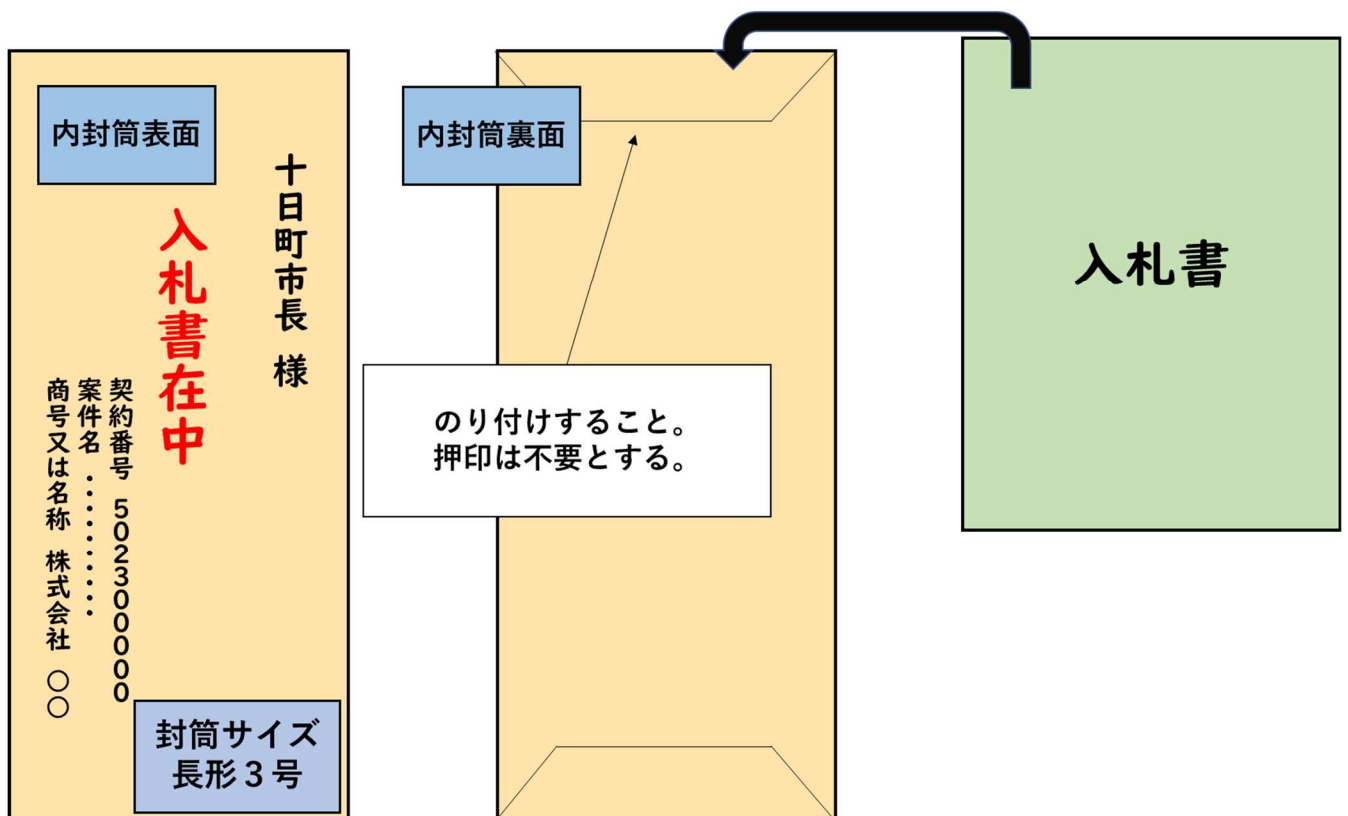 内封筒表面
十日町市長 様
入札書在中
契約番号 50230000000
案件名 ・・・・・・・・・
商号又は名称 株式会社 〇〇
封筒サイズ
長形3号
内封筒裏面
のり付けすること。
押印は不要とする。
入札書